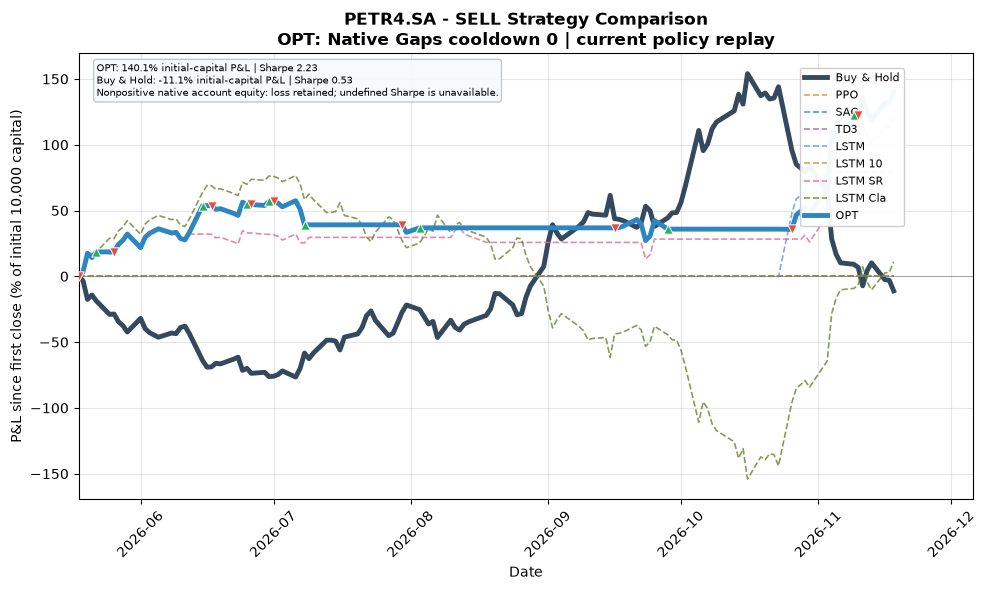 PETR4.SA - SELL Strategy Comparison
OPT: Native Gaps cooldown 0 | current policy replay
OPT: 140.1% initial-capital P&L | Sharpe 2.23
Buy & Hold: -11.1% initial-capital P&L | Sharpe 0.53
Nonpositive native account equity: loss retained; undefined Sharpe is unavailable.
Buy & Hold
PPO
SAC
TD3
LSTM
LSTM 10
LSTM SR
LSTM Cla
OPT
P&L since first close (% of initial 10,000 capital)
150
100
50
0
−50
−100
−150
2026-06
2026-07
2026-08
2026-09
2026-10
2026-11
2026-12
Date